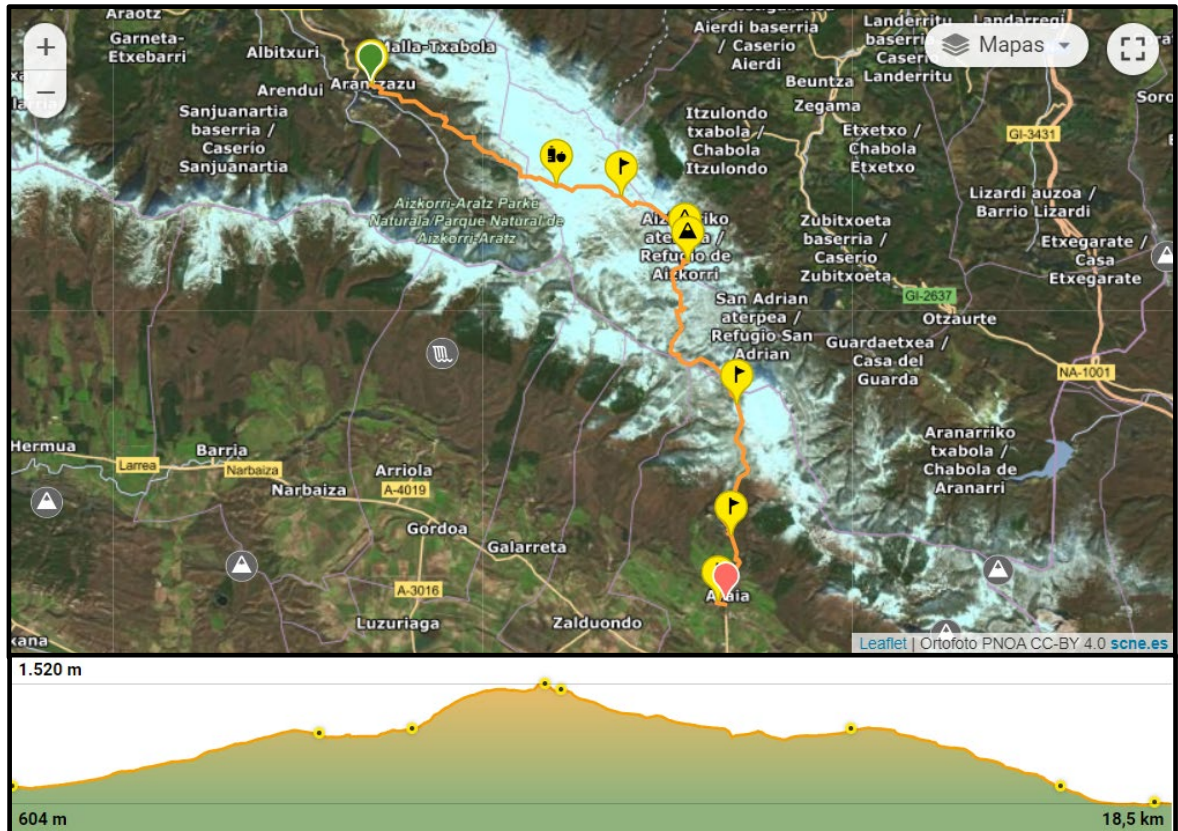 Araotz
Garneta-
Etxebarri
Albitxuri
Malla-Txabola
Arendui
Arantzazu
Sanjuanartia
baserria /
Caserío
Sanjuanartia
Aierdi baserria
/ Caserio
Aierdi
Landerritu
baserria
Landerritu
Landarregi
Mapas
Beuntza
Zegama
Soro
Itzulondo
txabola /
Chabola
Itzulondo
Etxetxo /
Chabola
Etxetxo
GI-3431
Lizardi auzoa /
Barrio Lizardi
Aizkorri-Aratz Parke
Naturala/Parque Natural de
Aizkorri-Aratz
Refugio de
Aizkorri
Zubitxoeta
baserria /
Caserio
Zubitxoeta
Etxegarate /
Casa
Etxegarate
GI-2637
Otzaurte
San Adrian
aterpea /
Refugio San
Adrian
Guardaetxea /
Casa del
Guarda
NA-1001
Hermua
Barria
Larrea
Narbaiza
Narbaiza
Arriola
A-4019
Gordoa
Galarreta
Aranarriko
txabola /
Chabola de
Aranarri
A-3016
Luzuriaga
Zalduondo
Araia
kana
Leaflet | Ortofoto PNOA CC-BY 4.0 scne.es
1.520 m
604 m
18,5 km